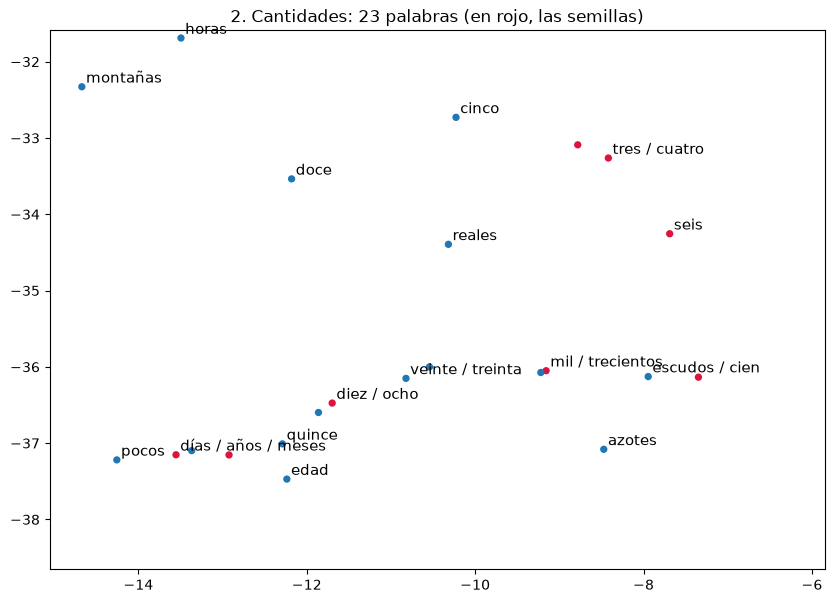 2. Cantidades: 23 palabras (en rojo, las semillas)
horas
−32
montañas
cinco
−33
tres / cuatro
doce
−34
seis
reales
−35
−36
mil / trecientos
veinte / treinta
escudos / cien
diez / ocho
−37
quince
pocos
días / años / meses
azotes
edad
−38
−14
−12
−10
−8
−6